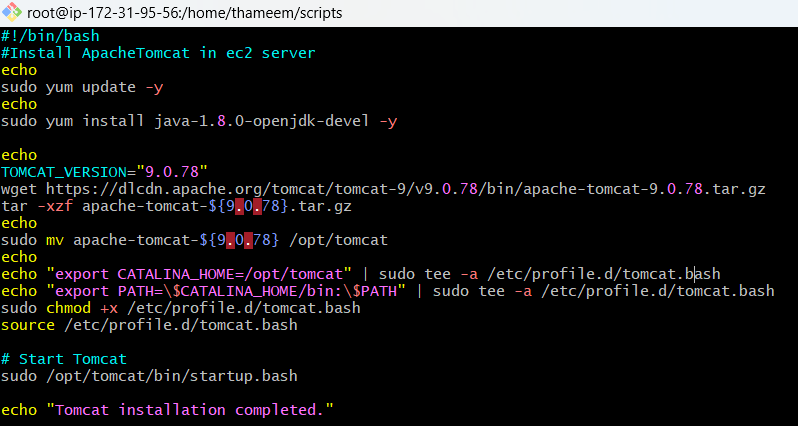 root@ip-172-31-95-56:/home/thameem/scripts
#!/bin/bash
#Install ApacheTomcat in ec2 server
echo
sudo yum update -y
echo
sudo yum install java-1.8.0-openjdk-devel -y
echo
TOMCAT_VERSION="9.0.78"
wget https://dlcdn.apache.org/tomcat/tomcat-9/v9.0.78/bin/apache-tomcat-9.0.78.tar.gz
tar -xzf apache-tomcat-${9.0.78}.tar.gz
echo
sudo mv apache-tomcat-${9.0.78} /opt/tomcat
echo
echo "export CATALINA_HOME=/opt/tomcat" | sudo tee -a /etc/profile.d/tomcat.bash
echo "export PATH=\$CATALINA_HOME/bin:\$PATH" | sudo tee -a /etc/profile.d/tomcat.bash
sudo chmod +x /etc/profile.d/tomcat.bash
source /etc/profile.d/tomcat.bash
# Start Tomcat
sudo /opt/tomcat/bin/startup.bash
echo "Tomcat installation completed."